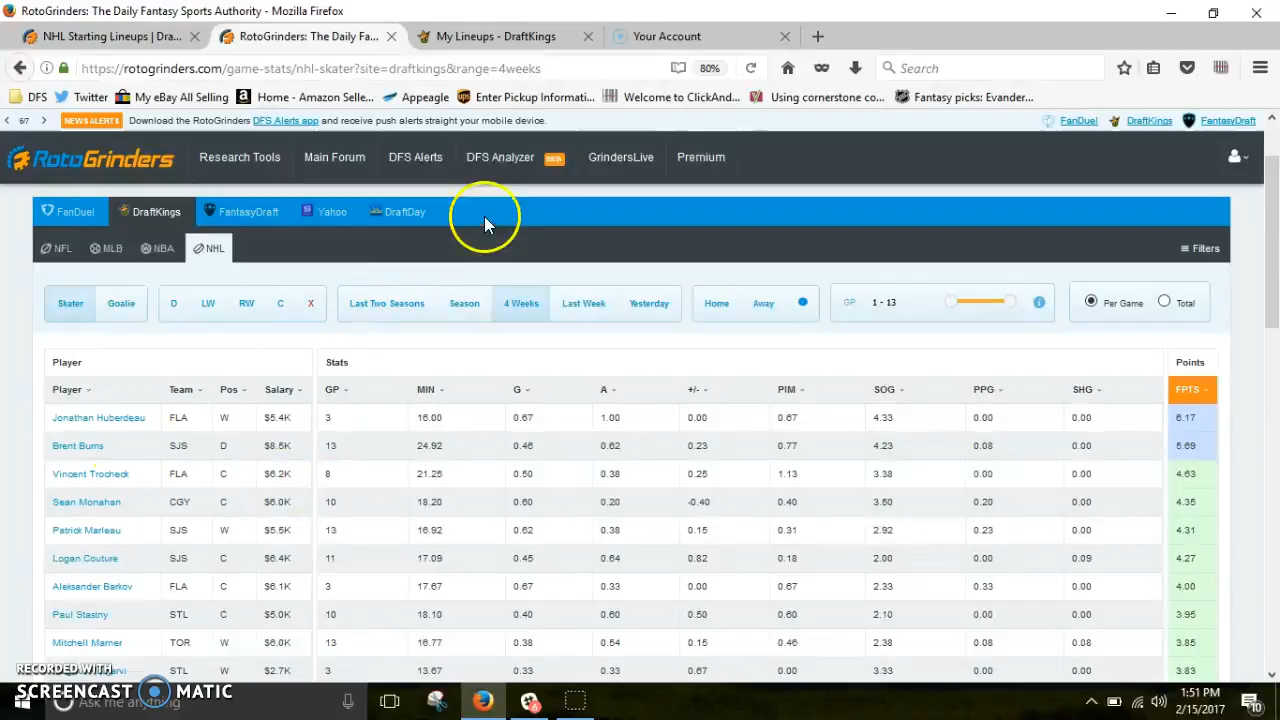 RotoGrinders: The Daily Fantasy Sports Authority - Mozilla Firefox
NHL Starting Lineups | Dra... RotoGrinders: The Daily Fa... My Lineups - DraftKings Your Account
https://rotogrinders.com/game-stats/nhl-skater?site=draftkings&range=4weeks 80% Search
DFS Twitter My eBay All Selling Home - Amazon Selle... Appeagle Enter Pickup Informati... Welcome to ClickAnd... Using cornerstone co... Fantasy picks: Evander...
6/7 NEWS ALERTS Download the RotoGrinders DFS Alerts app and receive push alerts straight your mobile device. FanDuel DraftKings FantasyDraft
RotoGrinders Research Tools Main Forum DFS Alerts DFS Analyzer BETA GrindersLive Premium
FanDuel DraftKings FantasyDraft Yahoo DraftDay
NFL MLB NBA NHL Filters
Skater Goalie D LW RW C X Last Two Seasons Season 4 Weeks Last Week Yesterday Home Away GP 1 - 13 Per Game Total
Player Stats Points
Player Team Pos Salary GP MIN G A +/- PIM SOG PPG SHG FPTS
Jonathan Huberdeau FLA W $5.4K 3 16.00 0.67 1.00 0.00 0.67 4.33 0.00 0.00 6.17
Brent Burns SJS D $8.5K 13 24.92 0.46 0.62 0.23 0.77 4.23 0.08 0.00 5.69
Vincent Trocheck FLA C $6.2K 8 21.25 0.50 0.38 0.25 1.13 3.38 0.00 0.00 4.63
Sean Monahan CGY C $6.0K 10 18.20 0.60 0.20 -0.40 0.40 3.50 0.20 0.00 4.35
Patrick Marleau SJS W $5.5K 13 16.92 0.62 0.38 0.15 0.31 2.92 0.23 0.00 4.31
Logan Couture SJS C $6.4K 11 17.09 0.45 0.64 0.82 0.18 2.00 0.00 0.09 4.27
Aleksander Barkov FLA C $6.1K 3 17.67 0.67 0.33 0.00 0.67 2.33 0.33 0.00 4.00
Paul Stastny STL C $5.0K 10 18.10 0.40 0.60 0.50 0.00 2.10 0.00 0.00 3.95
Mitchell Marner TOR W $6.0K 13 16.77 0.38 0.54 0.15 0.46 2.38 0.08 0.08 3.85
STL W $2.7K 3 13.67 0.33 0.33 0.67 0.00 3.33 0.00 0.00 3.83
RECORDED WITH
SCREENCAST MATIC
Ask me anything
1:51 PM
2/15/2017
10